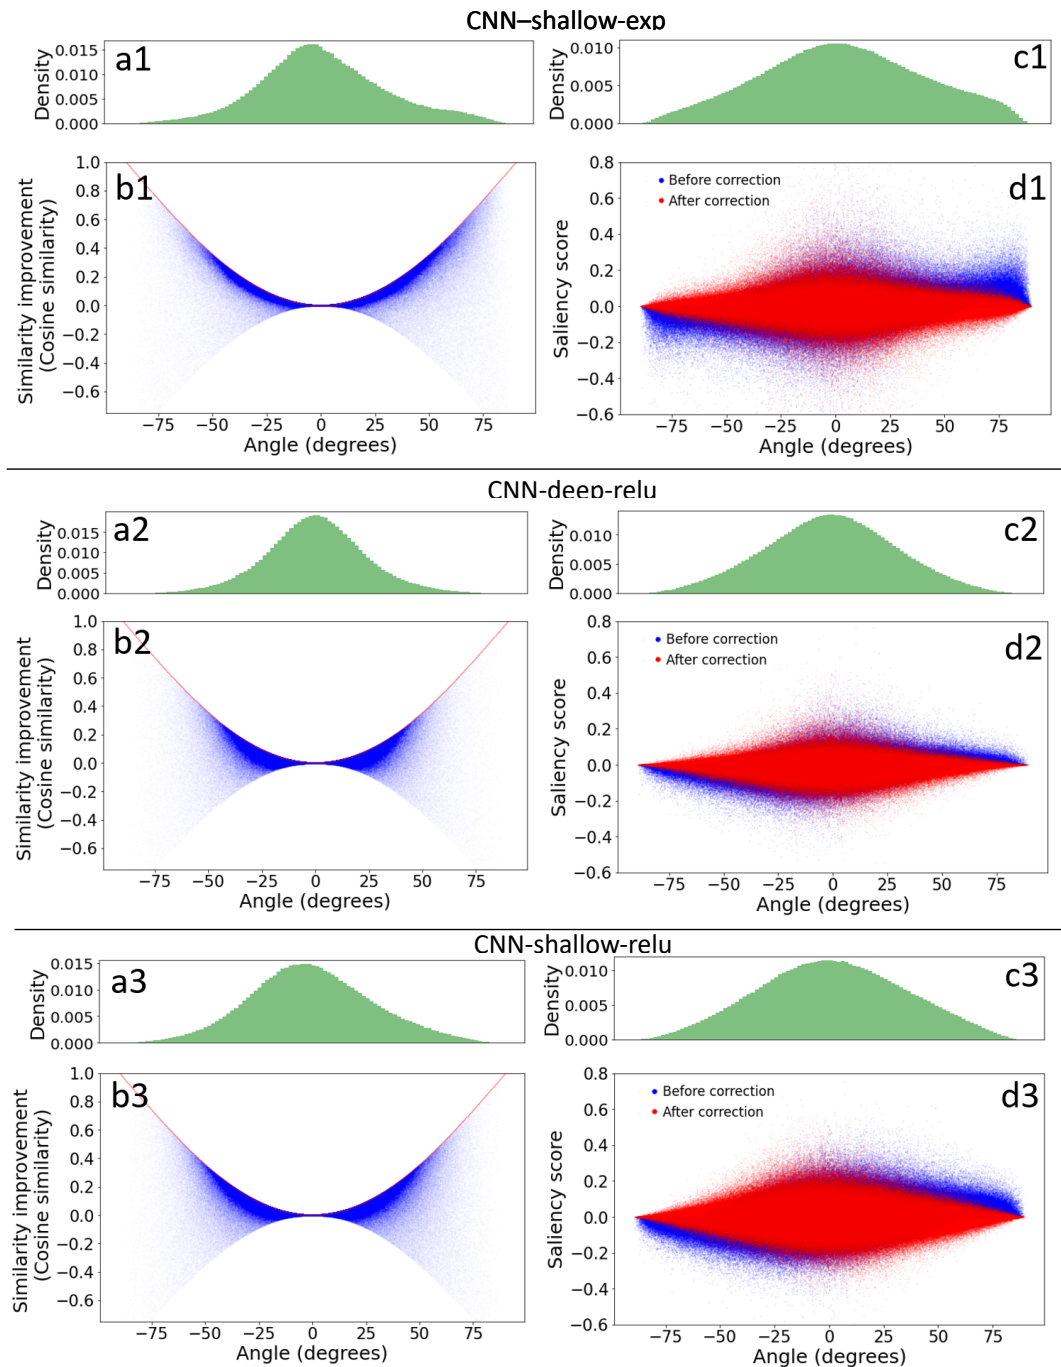 CNN–shallow-exp
a1
Density
0.015
0.010
0.005
0.000
c1
Density
0.010
0.005
0.000
b1
Similarity improvement
(Cosine similarity)
1.0
0.8
0.6
0.4
0.2
0.0
−0.2
−0.4
−0.6
−75 −50 −25 0 25 50 75
Angle (degrees)
d1
Before correction
After correction
Saliency score
0.8
0.6
0.4
0.2
0.0
−0.2
−0.4
−0.6
−75 −50 −25 0 25 50 75
Angle (degrees)
CNN-deep-relu
a2
Density
0.015
0.010
0.005
0.000
c2
Density
0.010
0.005
0.000
b2
Similarity improvement
(Cosine similarity)
1.0
0.8
0.6
0.4
0.2
0.0
−0.2
−0.4
−0.6
−75 −50 −25 0 25 50 75
Angle (degrees)
d2
Before correction
After correction
Saliency score
0.8
0.6
0.4
0.2
0.0
−0.2
−0.4
−0.6
−75 −50 −25 0 25 50 75
Angle (degrees)
CNN-shallow-relu
a3
Density
0.015
0.010
0.005
0.000
c3
Density
0.010
0.005
0.000
b3
Similarity improvement
(Cosine similarity)
1.0
0.8
0.6
0.4
0.2
0.0
−0.2
−0.4
−0.6
−75 −50 −25 0 25 50 75
Angle (degrees)
d3
Before correction
After correction
Saliency score
0.8
0.6
0.4
0.2
0.0
−0.2
−0.4
−0.6
−75 −50 −25 0 25 50 75
Angle (degrees)